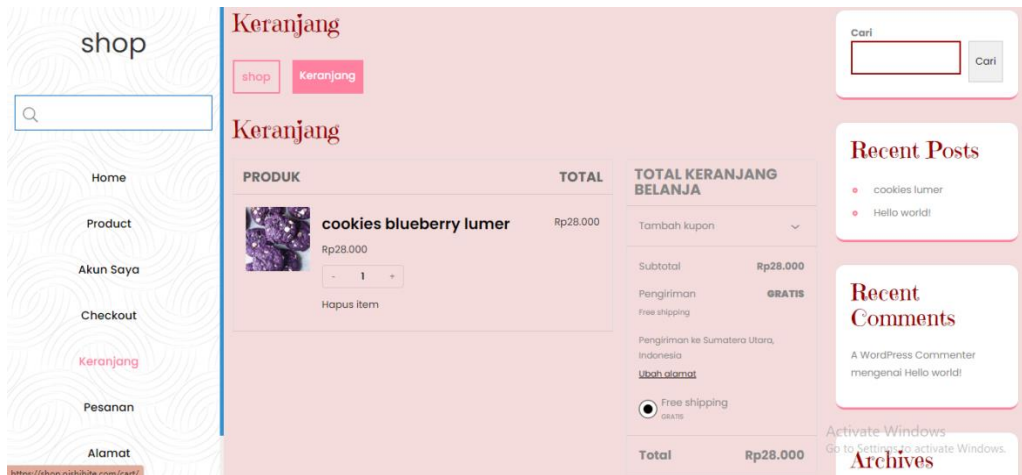 shop
Home
Product
Akun Saya
Checkout
Keranjang
Pesanan
Alamat
https://shop.oishibite.com/cart/
Keranjang
shop
Keranjang
Keranjang
PRODUK TOTAL
cookies blueberry lumer Rp28.000
Rp28.000
- 1 +
Hapus item
TOTAL KERANJANG
BELANJA
Tambah kupon
Subtotal Rp28.000
Pengiriman GRATIS
Free shipping
Pengiriman ke Sumatera Utara,
Indonesia
Ubah alamat
Free shipping
GRATIS
Total Rp28.000
Cari
Cari
Recent Posts
cookies lumer
Hello world!
Recent
Comments
A WordPress Commenter
mengenai Hello world!
Activate Windows
Go to Settings to activate Windows.
Archives